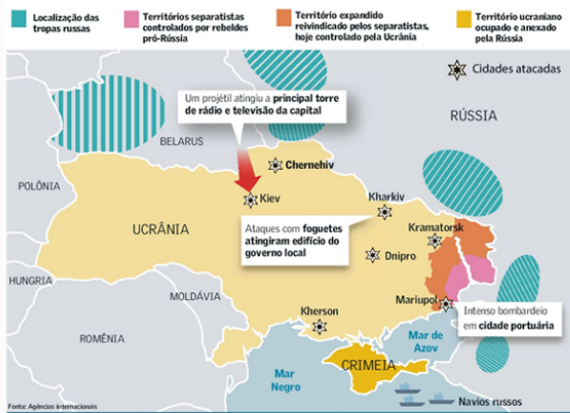 Localização das
tropas russas
Territórios separatistas
controlados por rebeldes
pró-Rússia
Território expandido
reivindicado pelos separatistas,
hoje controlado pela Ucrânia
Território ucraniano
ocupado e anexado
pela Rússia
Cidades atacadas
Um projétil atingiu a principal torre
de rádio e televisão da capital
RÚSSIA
BELARUS
Chernehiv
POLÔNIA
Kiev
Kharkiv
UCRÂNIA
Ataques com foguetes
atingiram edifício do
governo local
Kramatorsk
Dnipro
HUNGRIA
MOLDÁVIA
Mariupol
Intenso bombardeio
em cidade portuária
Kherson
ROMÊNIA
Mar de
Azov
CRIMEIA
Mar
Negro
Navios russos
Fonte: Agências internacionais